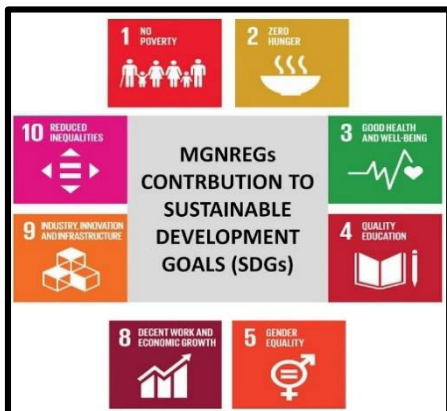 1 NO
POVERTY
2 ZERO
HUNGER
10 REDUCED
INEQUALITIES
MGNREGs
CONTRBUTION TO
SUSTAINABLE
DEVELOPMENT
GOALS (SDGs)
3 GOOD HEALTH
AND WELL-BEING
9 INDUSTRY, INNOVATION
AND INFRASTRUCTURE
4 QUALITY
EDUCATION
8 DECENT WORK AND
ECONOMIC GROWTH
5 GENDER
EQUALITY